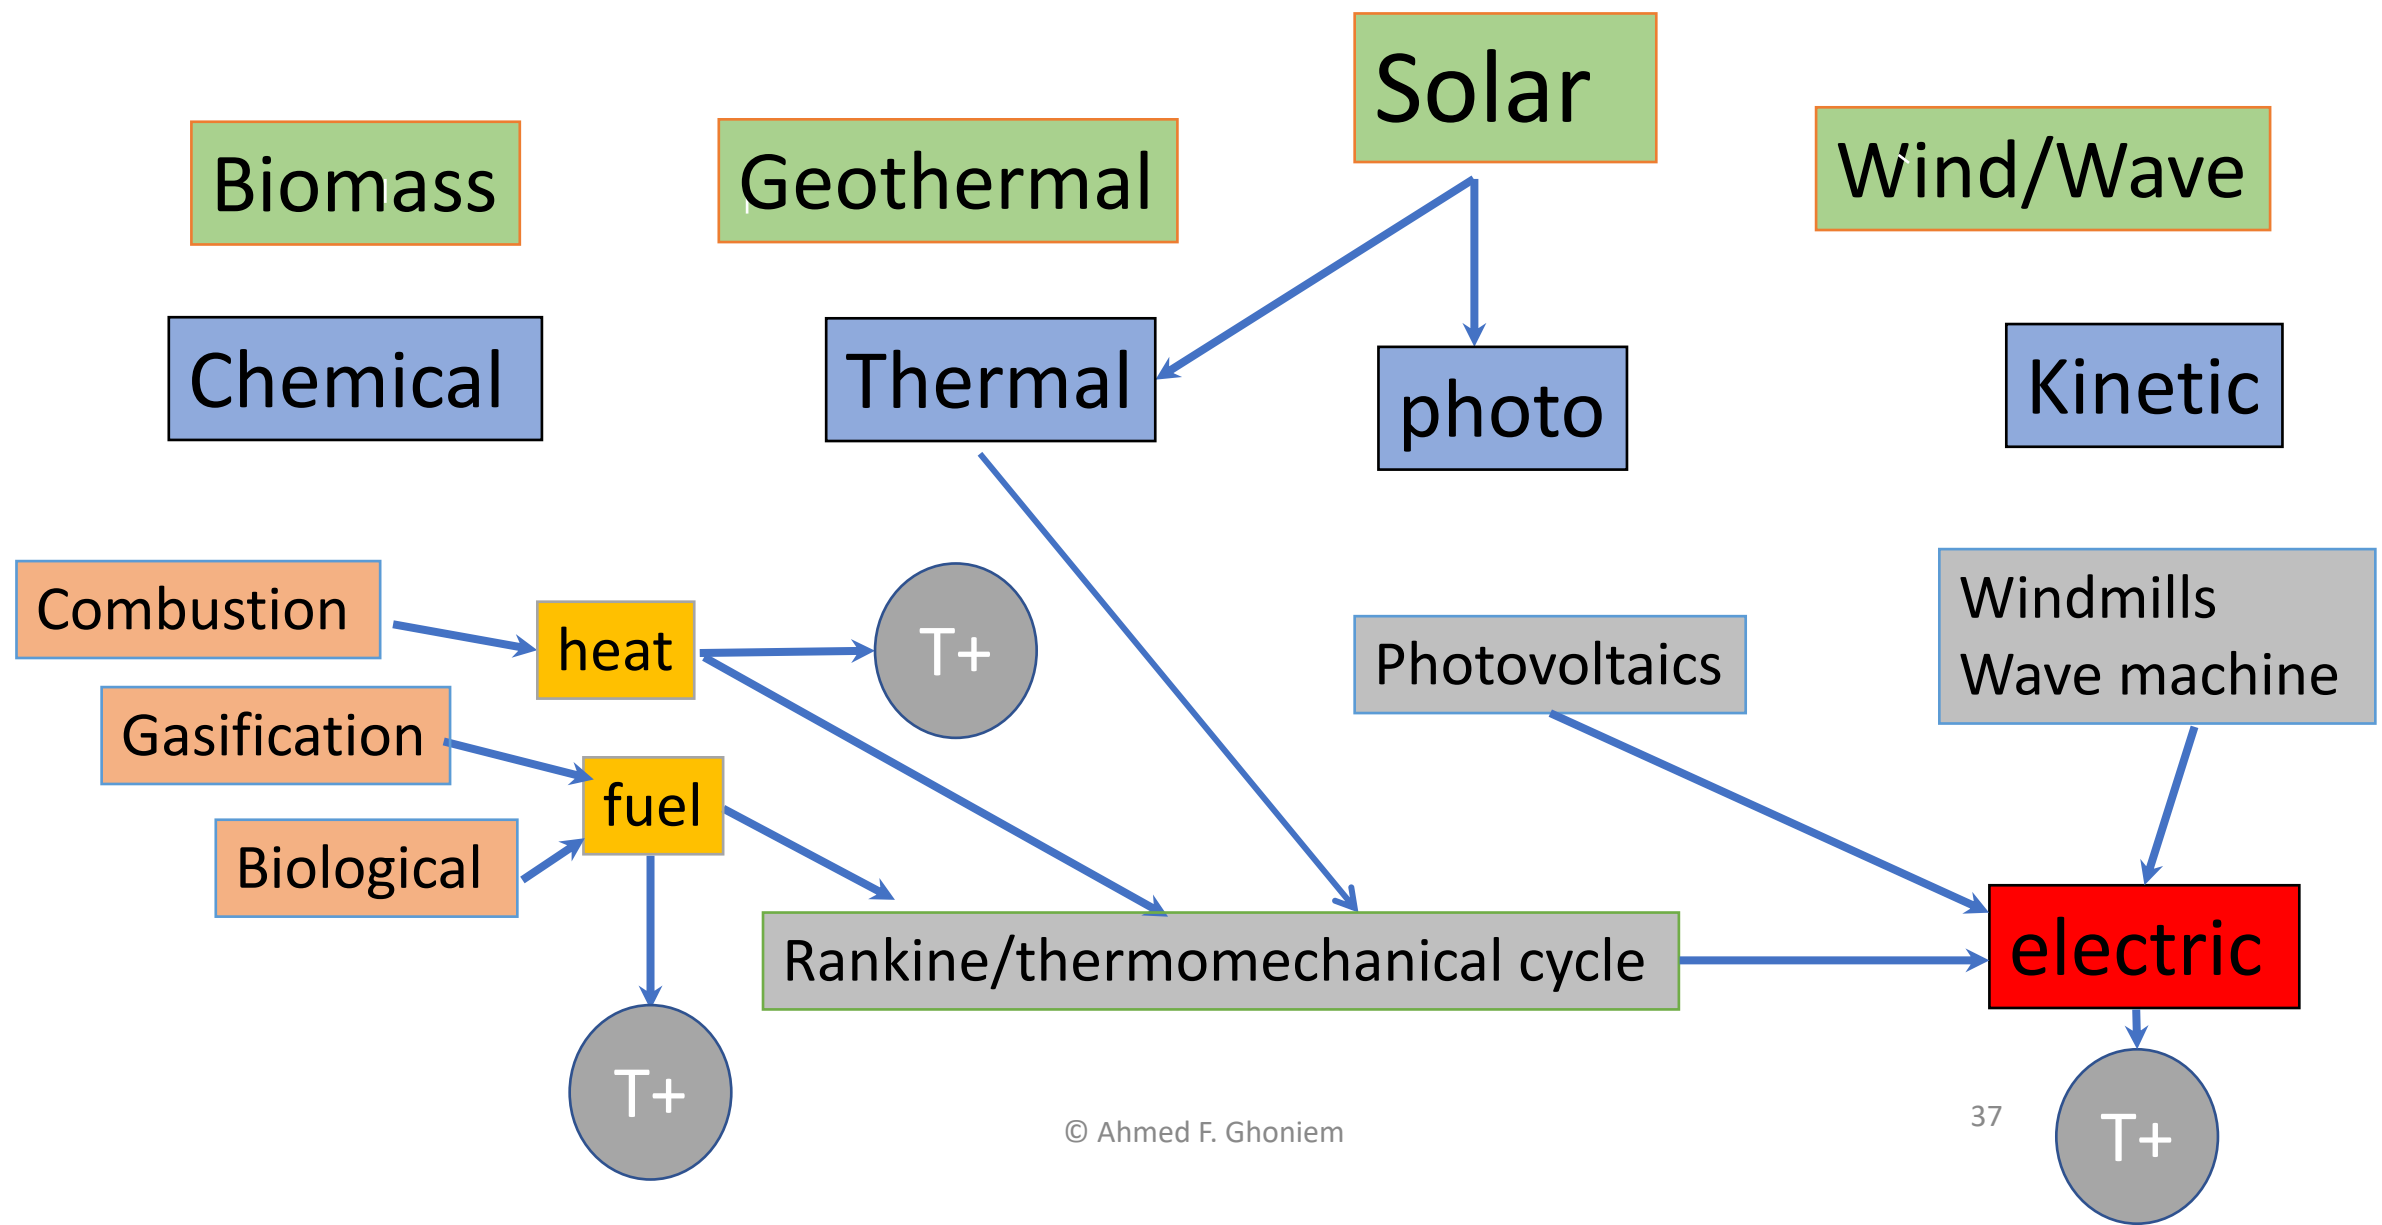 Solar
Biomass
Geothermal
Wind/Wave
Chemical
Thermal
photo
Kinetic
Combustion
heat
T+
Windmills
Wave machine
Photovoltaics
Gasification
fuel
Biological
Rankine/thermomechanical cycle
electric
T+
© Ahmed F. Ghoniem
37
T+